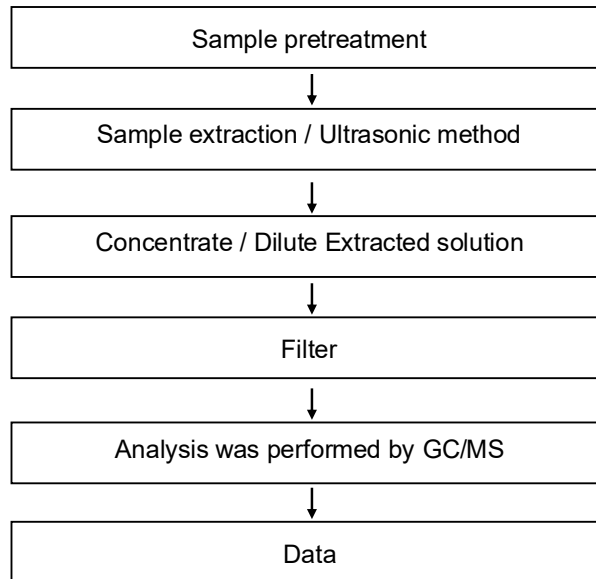 Sample pretreatment
Sample extraction / Ultrasonic method
Concentrate / Dilute Extracted solution
Filter
Analysis was performed by GC/MS
Data